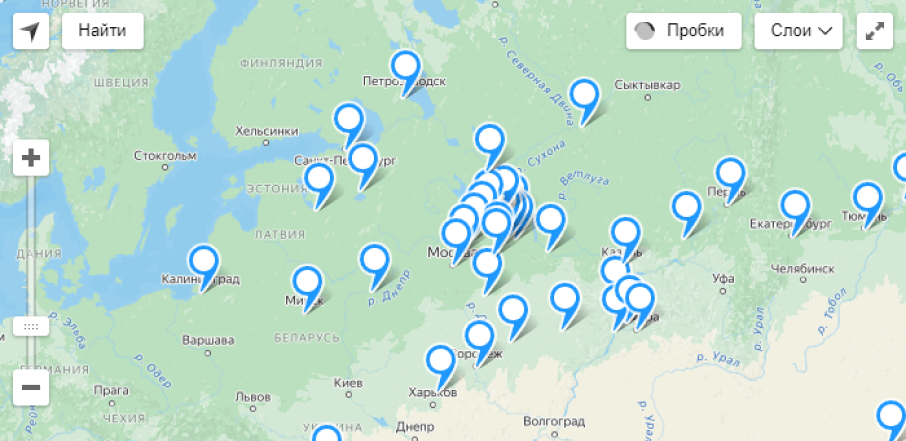 НОРВЕГИЯ
Найти
Пробки
Слои
ФИНЛЯНДИЯ
ШВЕЦИЯ
Сыктывкар
р. Северная Двина
р. Обь
Хельсинки
Стокгольм
Санкт-Петербург
р. Сухона
ЭСТОНИЯ
р. Ветлуга
Пермь
Екатеринбург
Тюмень
ЛАТВИЯ
ДАНИЯ
Москва
Казань
Челябинск
Калининград
Уфа
Минск
р. Днепр
р. Тобол
р. Эльба
р. Урал
Варшава
БЕЛАРУСЬ
р. Урал
ГЕРМАНИЯ
р. Одер
Киев
Прага
Львов
Харьков
ЧЕХИЯ
УКРАИНА
Днепр
Волгоград
р. Урал